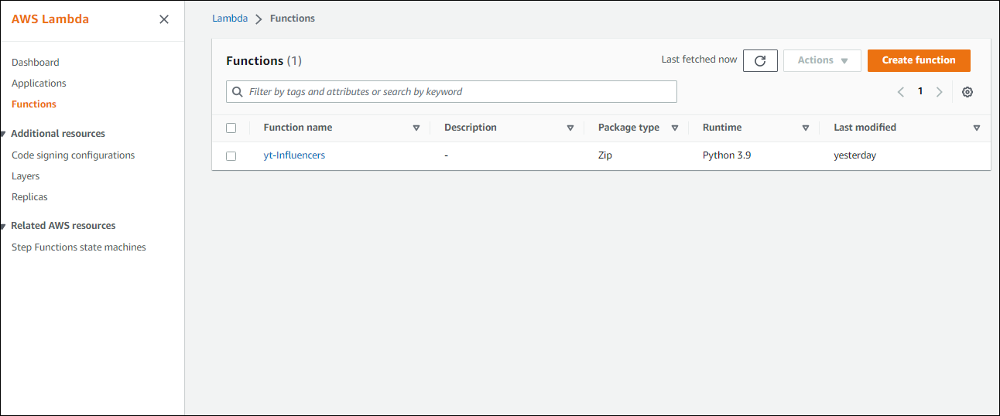 AWS Lambda
Dashboard
Applications
Functions
Additional resources
Code signing configurations
Layers
Replicas
Related AWS resources
Step Functions state machines
Lambda Functions
Functions (1)
Last fetched now
Actions
Create function
Filter by tags and attributes or search by keyword
1
Function name Description Package type Runtime Last modified
yt-Influencers - Zip Python 3.9 yesterday